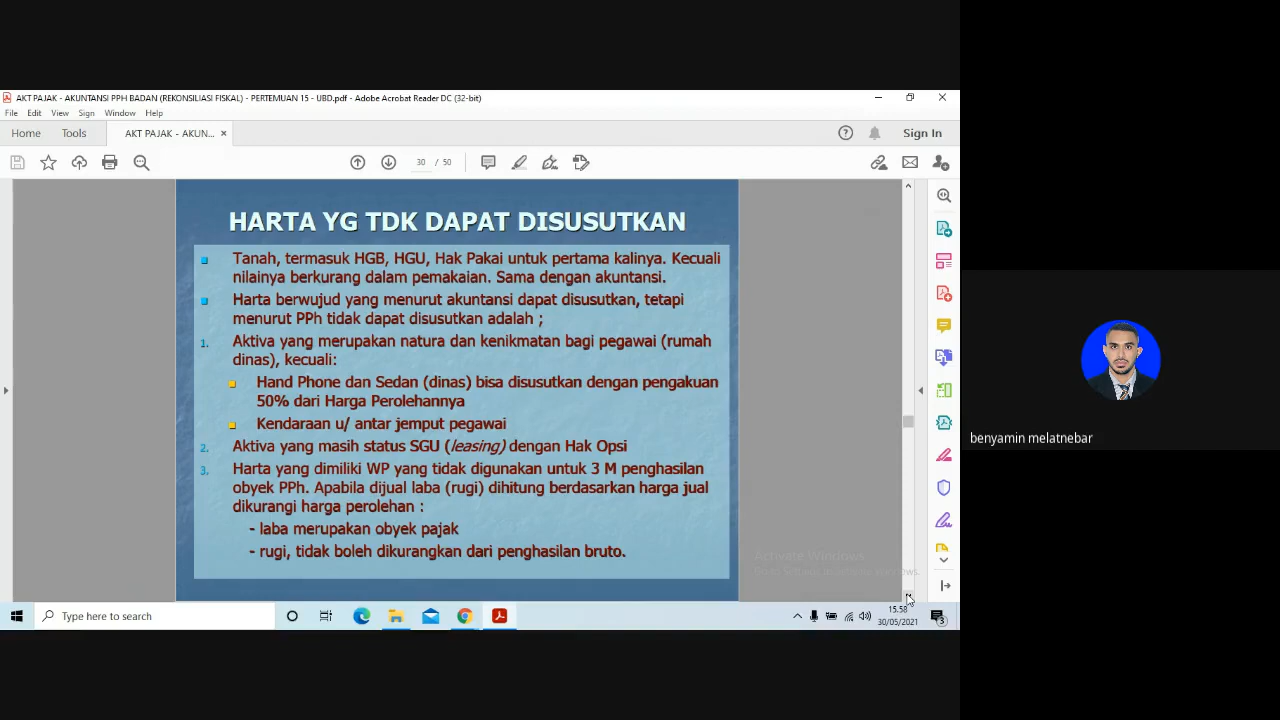 AKT PAJAK - AKUNTANSI PPH BADAN (REKONSILIASI FISKAL) - PERTEMUAN 15 - UBD.pdf - Adobe Acrobat Reader DC (32-bit)
File Edit View Sign Window Help
Home Tools AKT PAJAK - AKUN... × Sign In
30 / 50
HARTA YG TDK DAPAT DISUSUTKAN
Tanah, termasuk HGB, HGU, Hak Pakai untuk pertama kalinya. Kecuali
nilainya berkurang dalam pemakaian. Sama dengan akuntansi.
Harta berwujud yang menurut akuntansi dapat disusutkan, tetapi
menurut PPh tidak dapat disusutkan adalah ;
1. Aktiva yang merupakan natura dan kenikmatan bagi pegawai (rumah
dinas), kecuali:
Hand Phone dan Sedan (dinas) bisa disusutkan dengan pengakuan
50% dari Harga Perolehannya
Kendaraan u/ antar jemput pegawai
2. Aktiva yang masih status SGU (leasing) dengan Hak Opsi
3. Harta yang dimiliki WP yang tidak digunakan untuk 3 M penghasilan
obyek PPh. Apabila dijual laba (rugi) dihitung berdasarkan harga jual
dikurangi harga perolehan :
- laba merupakan obyek pajak
- rugi, tidak boleh dikurangkan dari penghasilan bruto.
Activate Windows
Go to Settings to activate Windows.
Type here to search
15.58
30/05/2021
3
benyamin melatnebar